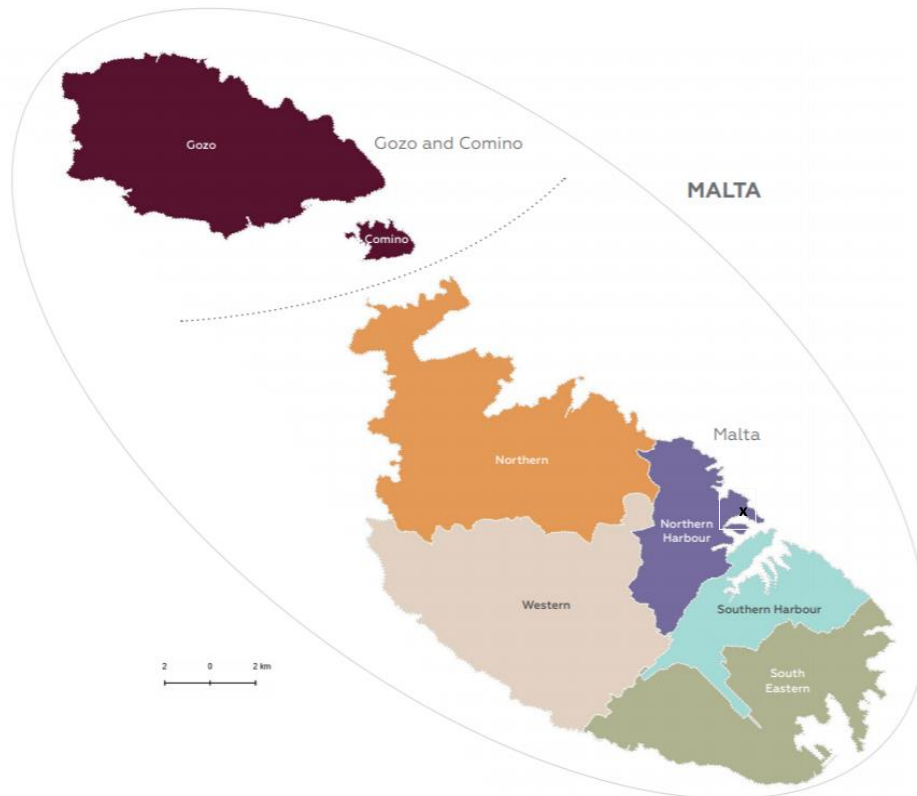 Gozo
Gozo and Comino
MALTA
Comino
Malta
Northern
x
Northern
Harbour
Western
Southern Harbour
South
Eastern
2 0 2 km